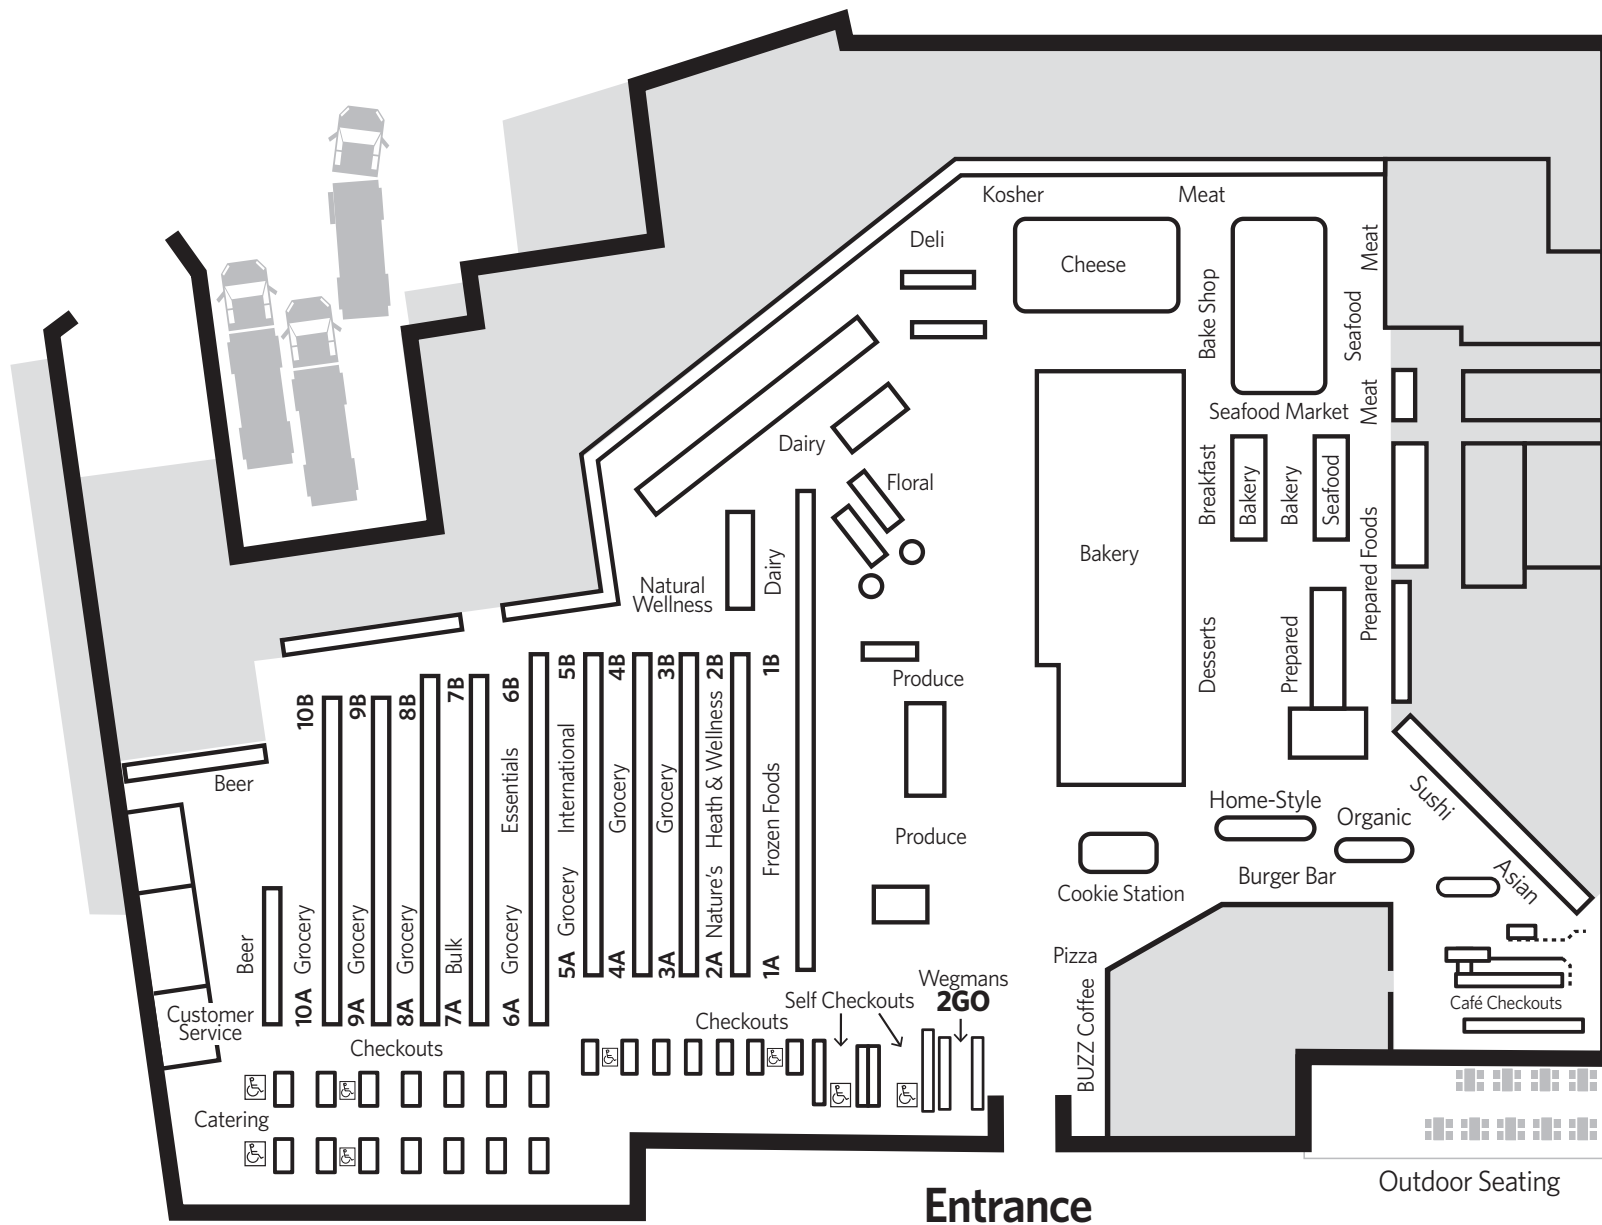 Kosher
Meat
Deli
Cheese
Meat
Bake Shop
Seafood
Meat
Seafood Market
Dairy
Floral
Breakfast
Bakery
Bakery
Seafood
Bakery
Prepared Foods
Natural
Wellness
Dairy
Desserts
Prepared
Produce
10B
9B
8B
7B
6B
5B
4B
3B
2B
1B
Beer
Essentials
International
Grocery
Grocery
Heath & Wellness
Frozen Foods
Produce
Home-Style
Organic
Sushi
Burger Bar
Asian
Cookie Station
Beer
Grocery
Grocery
Grocery
Bulk
Grocery
Grocery
Nature's
10A
9A
8A
7A
6A
5A
4A
3A
2A
1A
Pizza
BUZZ Coffee
Café Checkouts
Wegmans
2GO
Self Checkouts
Checkouts
Customer
Service
Checkouts
Catering
Outdoor Seating
Entrance